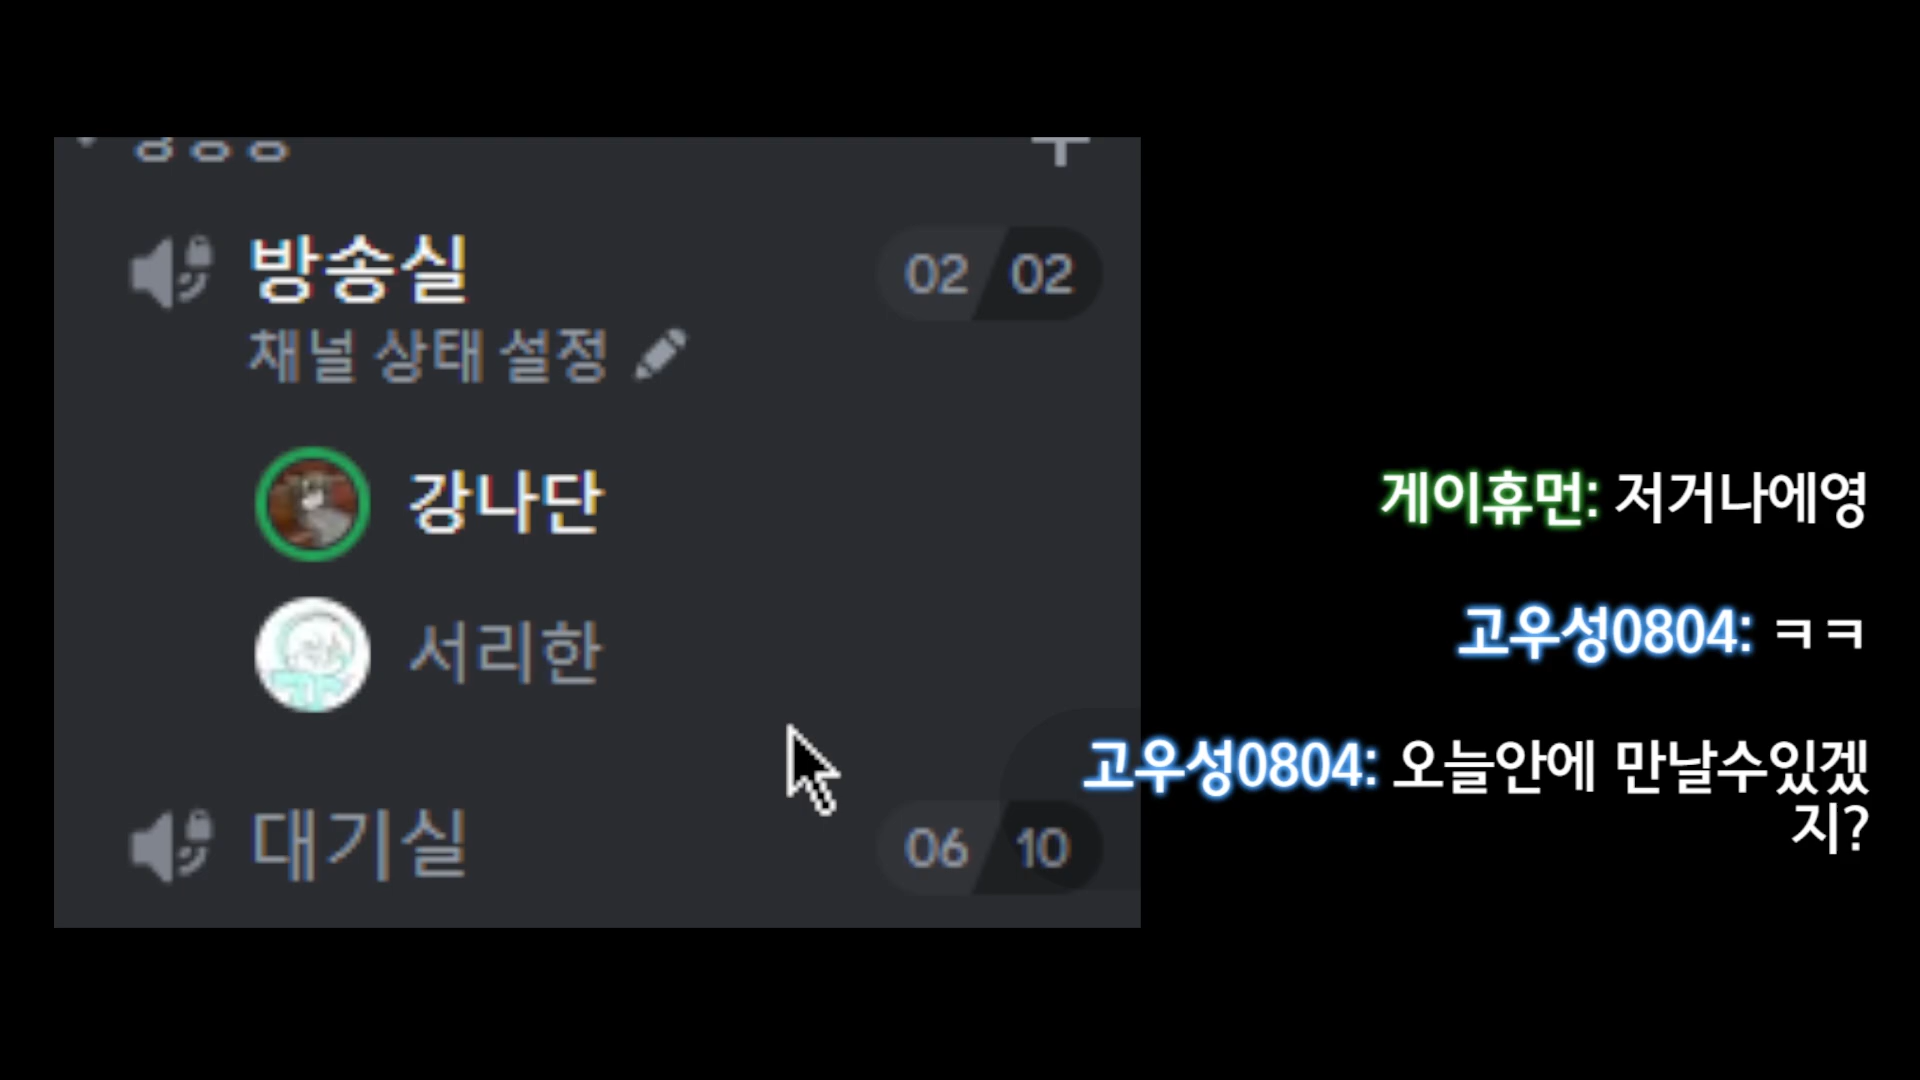 방송실
02 02
채널 상태 설정
강나단
서리한
대기실
06 10
게이휴먼: 저거나에영
고우성0804: ㅋㅋ
고우성0804: 오늘안에 만날수있겠
지?